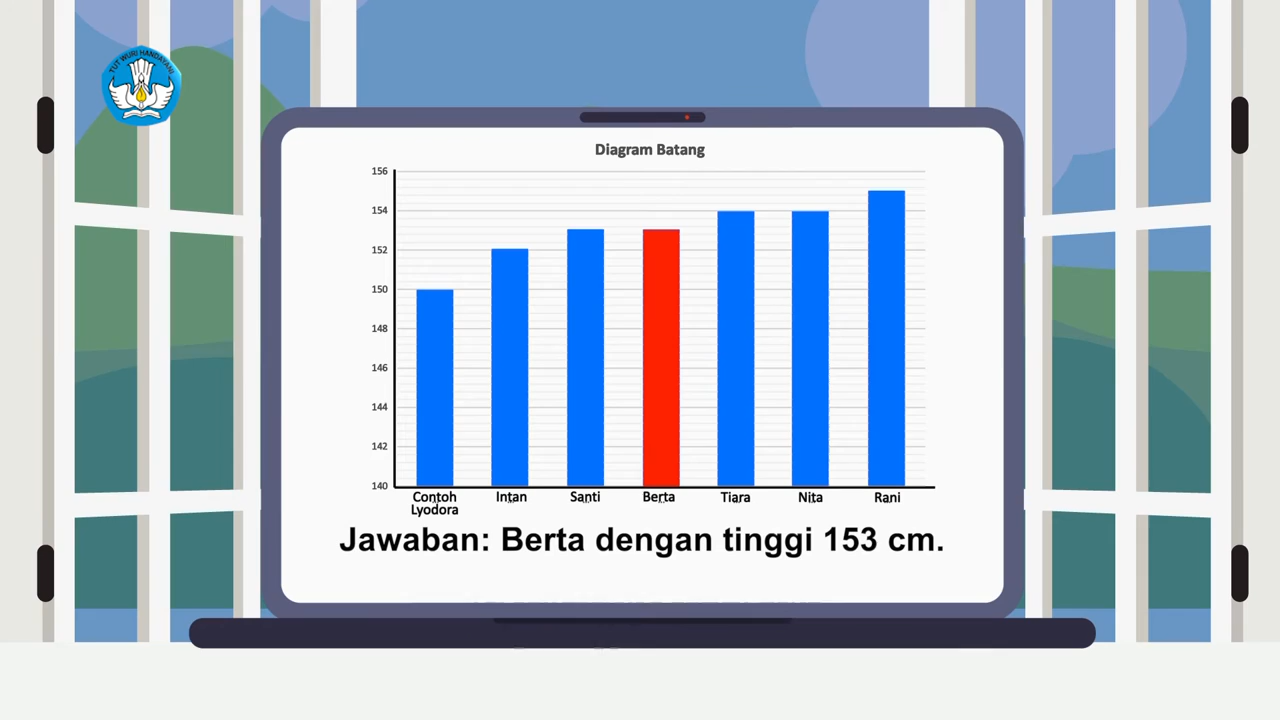 TUT WURI HANDAYANI
Diagram Batang
156
154
152
150
148
146
144
142
140
Contoh Lyodora
Intan
Santi
Berta
Tiara
Nita
Rani
Jawaban: Berta dengan tinggi 153 cm.